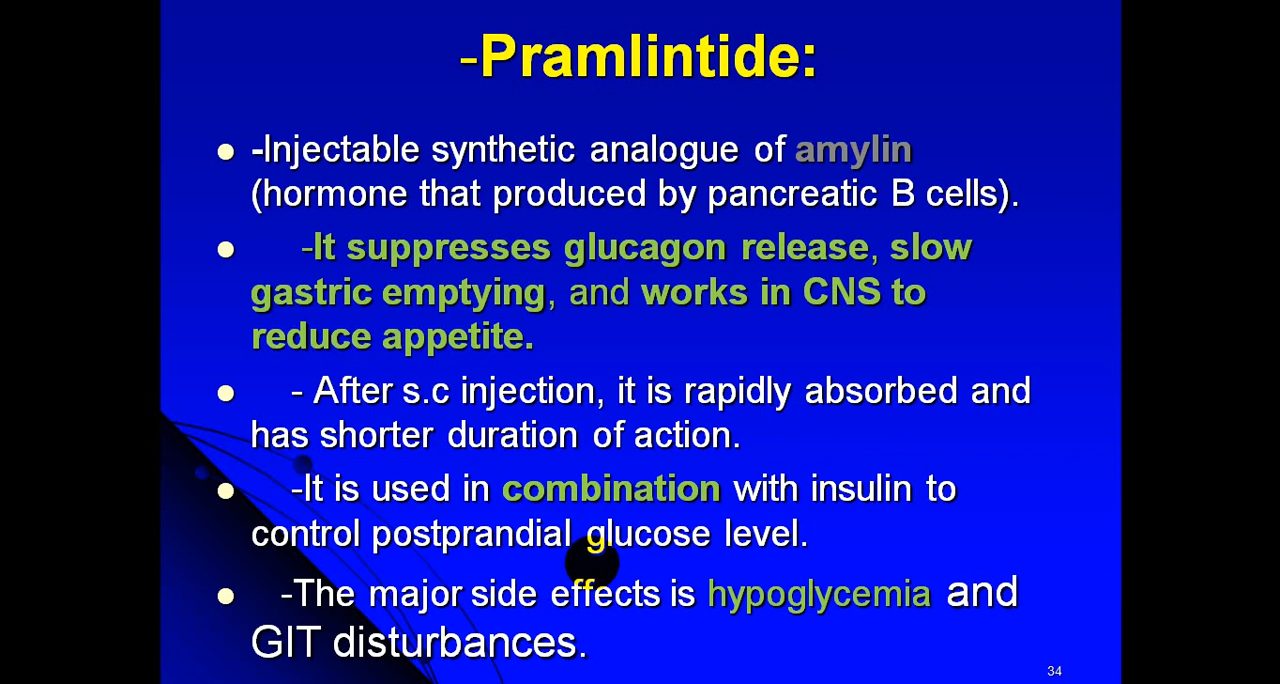 -Pramlintide:
● -Injectable synthetic analogue of amylin
(hormone that produced by pancreatic B cells).
● -It suppresses glucagon release, slow
gastric emptying, and works in CNS to
reduce appetite.
● - After s.c injection, it is rapidly absorbed and
has shorter duration of action.
● -It is used in combination with insulin to
control postprandial glucose level.
● -The major side effects is hypoglycemia and
GIT disturbances.
34